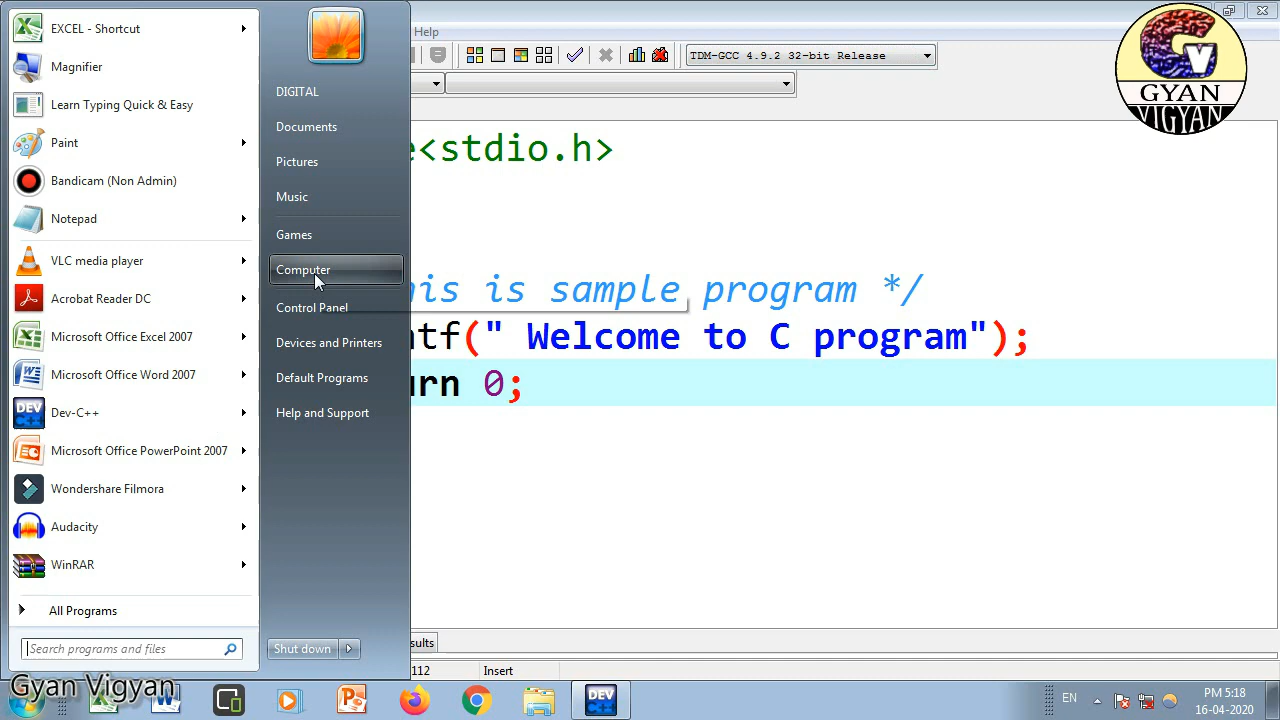 EXCEL - Shortcut
Magnifier
Learn Typing Quick & Easy
Paint
Bandicam (Non Admin)
Notepad
VLC media player
Acrobat Reader DC
Microsoft Office Excel 2007
Microsoft Office Word 2007
Dev-C++
Microsoft Office PowerPoint 2007
Wondershare Filmora
Audacity
WinRAR
All Programs
Search programs and files
DIGITAL
Documents
Pictures
Music
Games
Computer
Control Panel
Devices and Printers
Default Programs
Help and Support
Shut down
Help
TDM-GCC 4.9.2 32-bit Release
GV
GYAN
VIGYAN
e<stdio.h>
his is sample program */
ntf(" Welcome to C program");
urn 0;
sults
112 Insert
Gyan Vigyan
DEV C++
EN
PM 5:18
16-04-2020